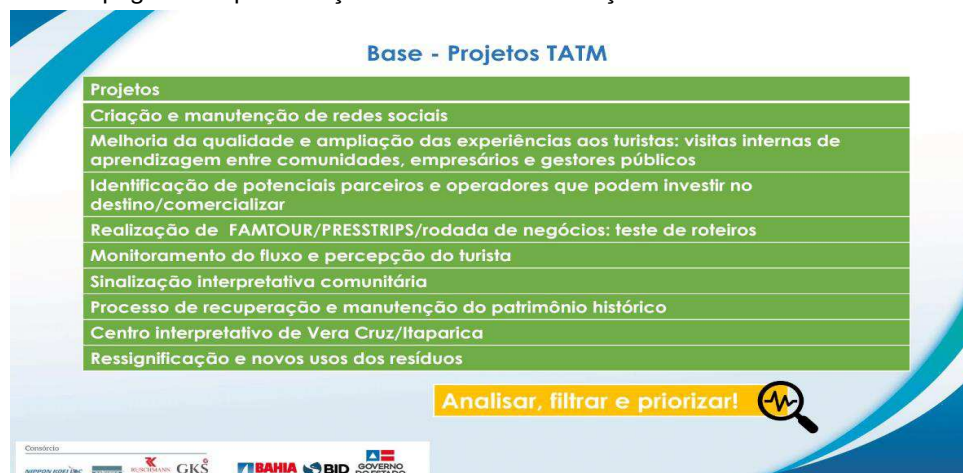 Base - Projetos TATM
Projetos
Criação e manutenção de redes sociais
Melhoria da qualidade e ampliação das experiências aos turistas: visitas internas de
aprendizagem entre comunidades, empresários e gestores públicos
Identificação de potenciais parceiros e operadores que podem investir no
destino/comercializar
Realização de FAMTOUR/PRESSTRIPS/rodada de negócios: teste de roteiros
Monitoramento do fluxo e percepção do turista
Sinalização interpretativa comunitária
Processo de recuperação e manutenção do patrimônio histórico
Centro interpretativo de Vera Cruz/Itaparica
Ressignificação e novos usos dos resíduos
Analisar, filtrar e priorizar!
Consórcio
RUSCHMANN GKS BAHIA BID GOVERNO
DO ESTADO